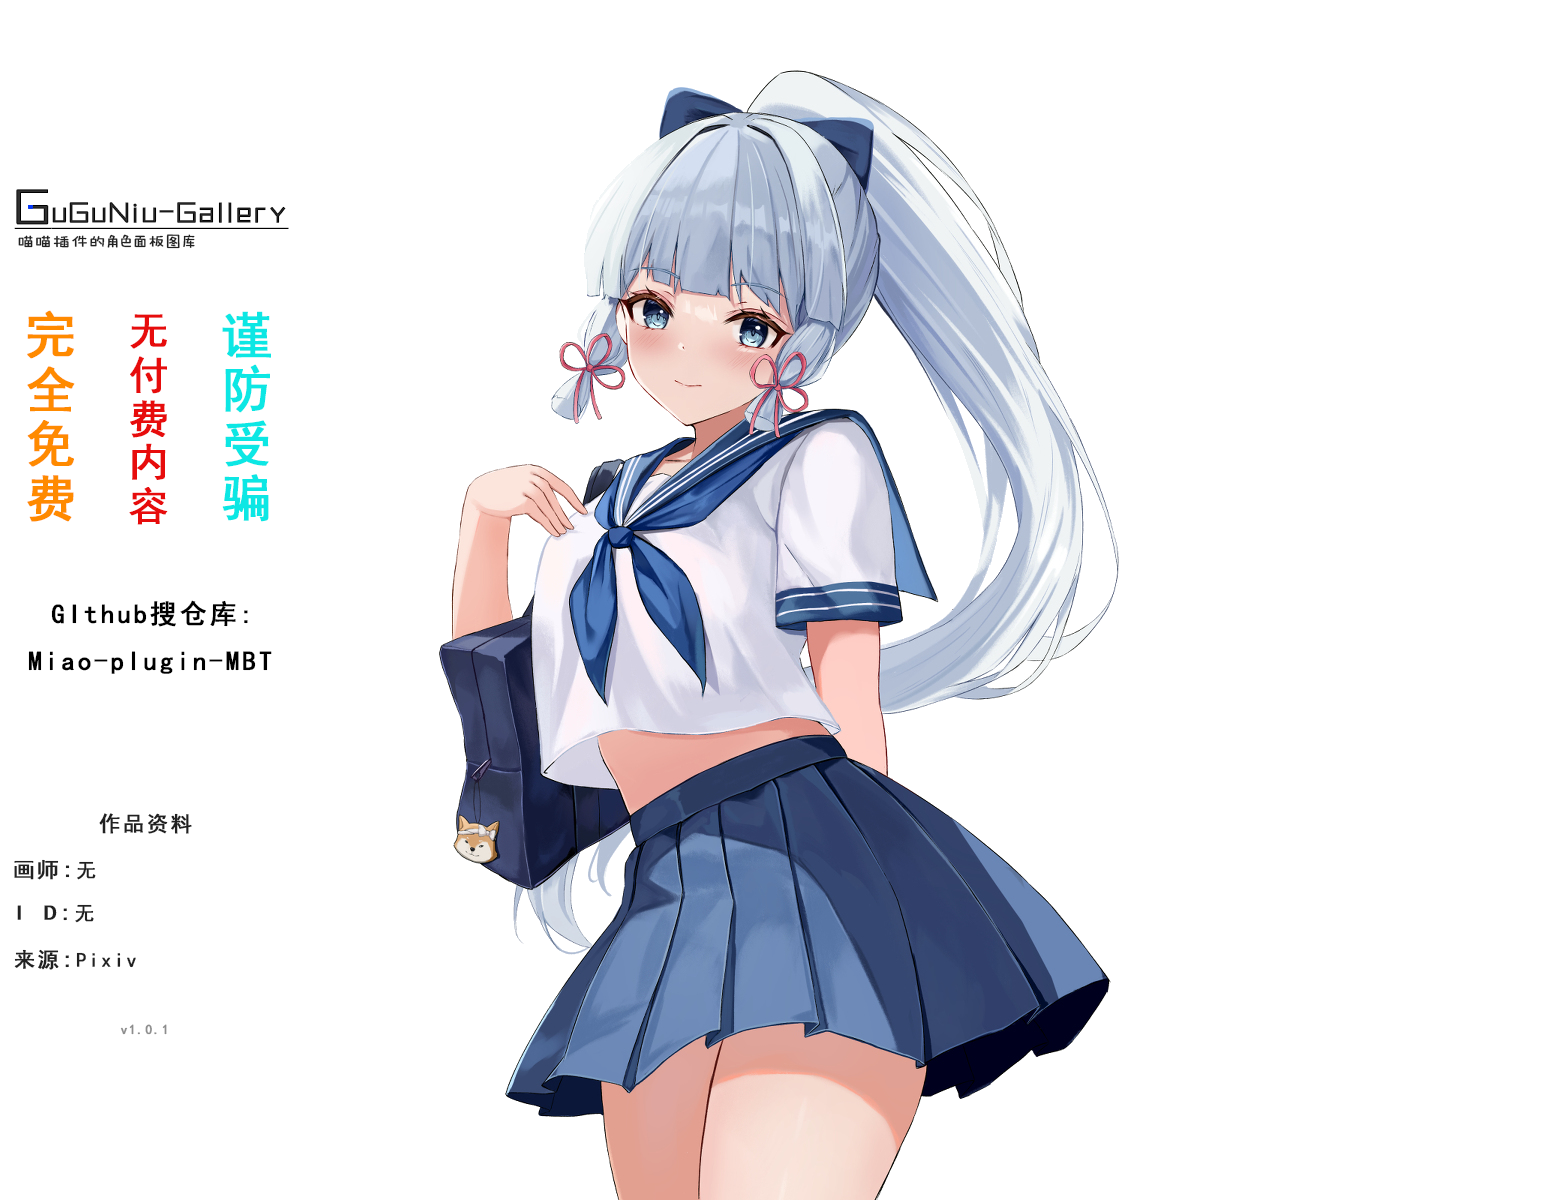 GuGuNiu-Gallery
喵喵插件的角色面板图库
完全免费
无付费内容
谨防受骗
GIthub搜仓库:
Miao-plugin-MBT
作品资料
画师:无
I D:无
来源:Pixiv
v1.0.1